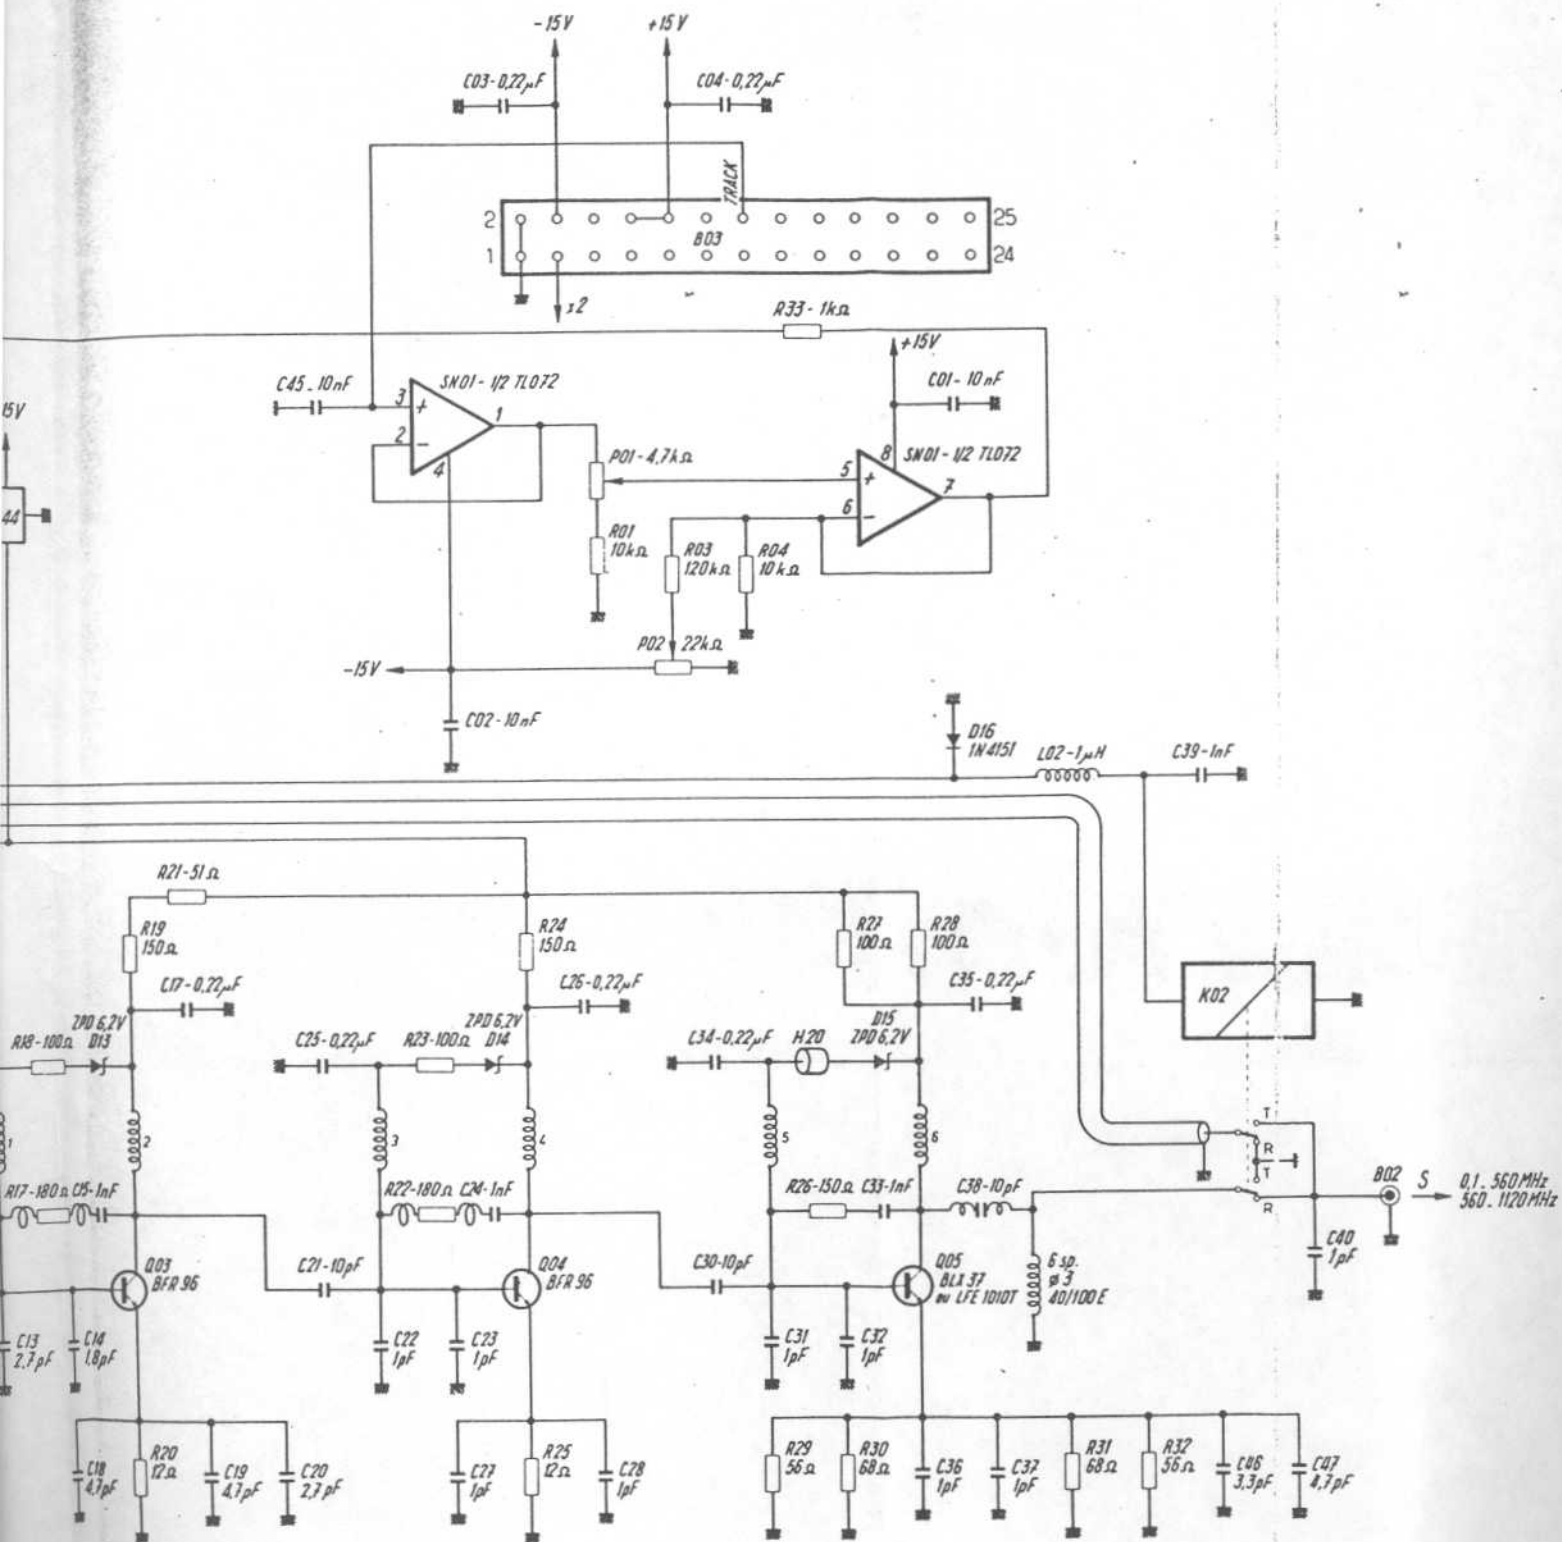 -15V
+15V
C03-0,22µF
C04-0,22µF
TRACK
2
25
B03
1
24
s2
R33-1kΩ
+15V
C45-10nF
SN01-1/2 TL072
C01-10nF
3
+
1
2
-
4
15V
P01-4,7kΩ
8
SN01-1/2 TL072
5
+
7
6
-
44
R01
10kΩ
R03
120kΩ
R04
10kΩ
P02
22kΩ
-15V
C02-10nF
D16
1N4151
L02-1µH
C39-1nF
R21-51Ω
R19
150Ω
R24
150Ω
R27
100Ω
R28
100Ω
C17-0,22µF
C26-0,22µF
C35-0,22µF
K02
R18-100Ω
ZPD 6,2V
D13
C25-0,22µF
R23-100Ω
ZPD 6,2V
D14
C34-0,22µF
H20
D15
ZPD 6,2V
1
2
3
4
5
6
T
R
T
R
R17-180Ω
C15-1nF
R22-180Ω
C24-1nF
R26-150Ω
C33-1nF
C38-10pF
B02
S
0,1-560MHz
560-1120MHz
Q03
BFR 96
C21-10pF
Q04
BFR 96
C30-10pF
Q05
BLX 37
ou LFE 1010T
6 sp.
ø 3
40/100 E
C40
1pF
C13
2,7pF
C14
1,8pF
C22
1pF
C23
1pF
C31
1pF
C32
1pF
C18
4,7pF
R20
12Ω
C19
4,7pF
C20
2,7pF
C27
1pF
R25
12Ω
C28
1pF
R29
56Ω
R30
68Ω
C36
1pF
C37
1pF
R31
68Ω
R32
56Ω
C46
3,3pF
C47
4,7pF